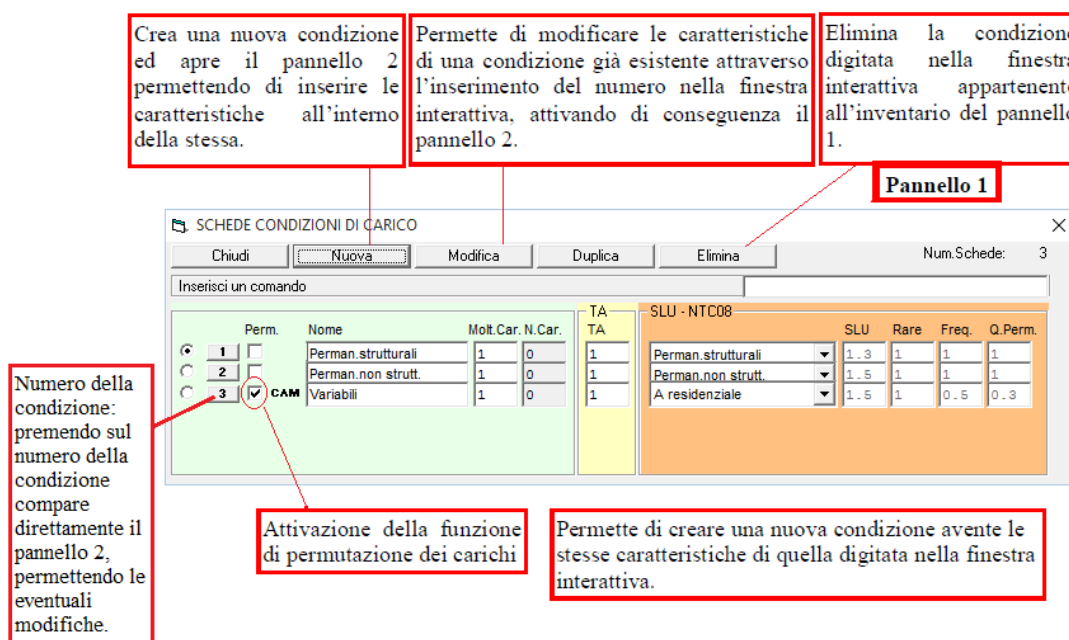 Crea una nuova condizione
ed apre il pannello 2
permettendo di inserire le
caratteristiche all'interno
della stessa.
Permette di modificare le caratteristiche
di una condizione già esistente attraverso
l'inserimento del numero nella finestra
interattiva, attivando di conseguenza il
pannello 2.
Elimina la condizione
digitata nella finestra
interattiva appartenente
all'inventario del pannello
1.
Pannello 1
SCHEDE CONDIZIONI DI CARICO
Chiudi Nuova Modifica Duplica Elimina Num.Schede: 3
Inserisci un comando
TA SLU - NTC08
Perm. Nome Molt.Car. N.Car. TA SLU Rare Freq. Q.Perm.
1 Perman.strutturali 1 0 1 Perman.strutturali 1.3 1 1 1
2 Perman.non strutt. 1 0 1 Perman.non strutt. 1.5 1 1 1
3 CAM Variabili 1 0 1 A residenziale 1.5 1 0.5 0.3
Numero della
condizione:
premendo sul
numero della
condizione
compare
direttamente il
pannello 2,
permettendo le
eventuali
modifiche.
Attivazione della funzione
di permutazione dei carichi
Permette di creare una nuova condizione avente le
stesse caratteristiche di quella digitata nella finestra
interattiva.